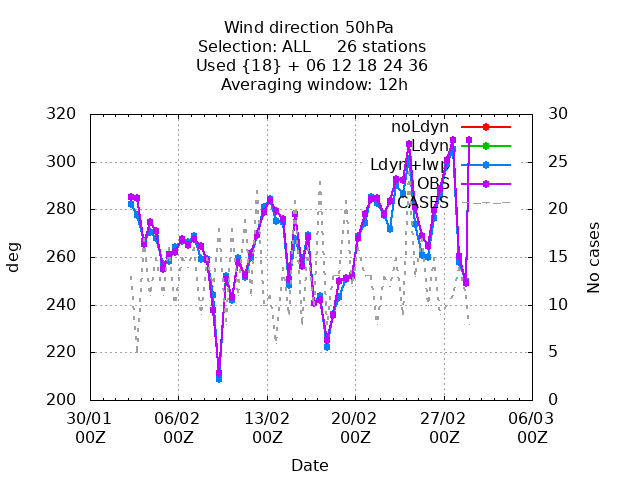 Wind direction 50hPa
Selection: ALL 26 stations
Used {18} + 06 12 18 24 36
Averaging window: 12h
320
300
280
260
240
220
200
deg
30
25
20
15
10
5
0
No cases
noLdyn
Ldyn
Ldyn+lwp
OBS
CASES
30/01 06/02 13/02 20/02 27/02 06/03
00Z 00Z 00Z 00Z 00Z 00Z
Date